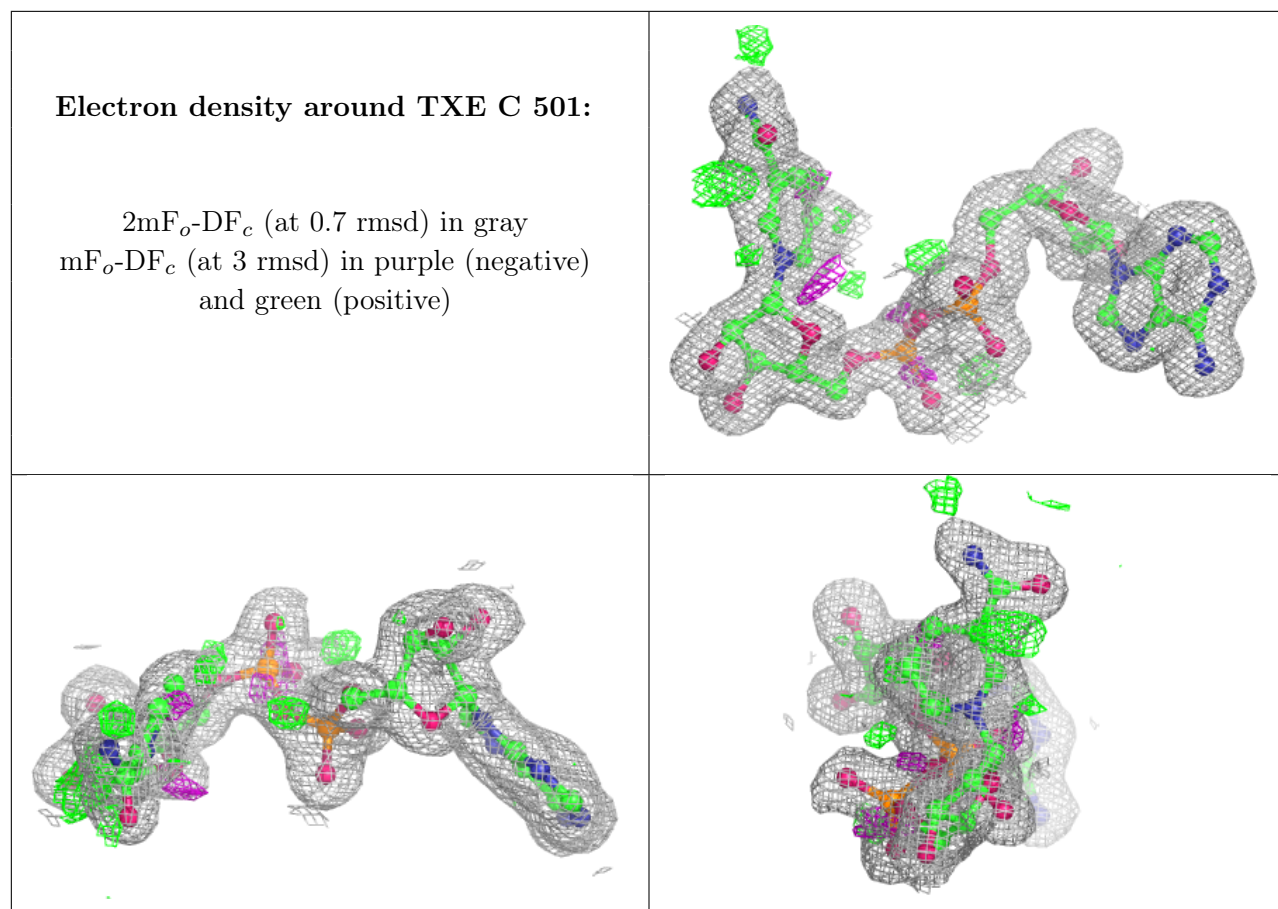 Electron density around TXE C 501:
2mFₒ-DF𝒸 (at 0.7 rmsd) in gray
mFₒ-DF𝒸 (at 3 rmsd) in purple (negative)
and green (positive)